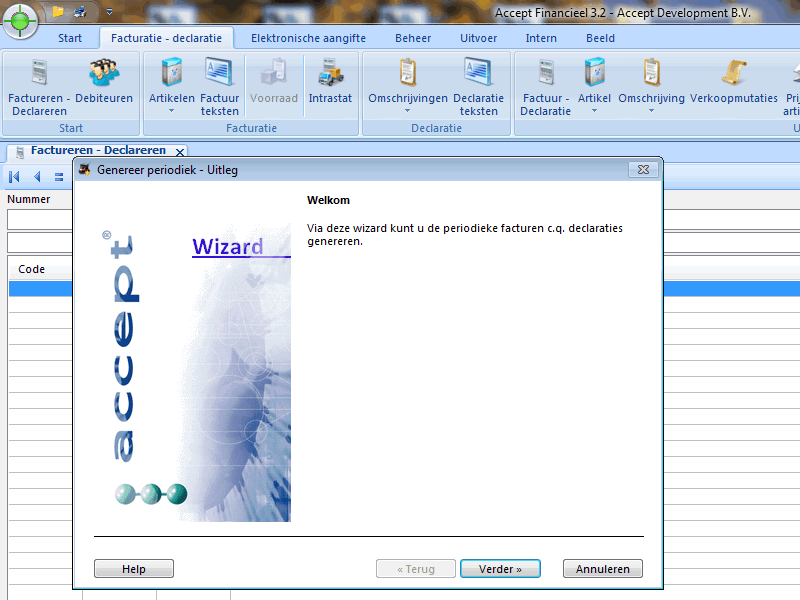 Accept Financieel 3.2 - Accept Development B.V.
Start Facturatie - declaratie Elektronische aangifte Beheer Uitvoer Intern Beeld
Factureren - Debiteuren Artikelen Factuur Voorraad Intrastat Omschrijvingen Declaratie Factuur - Artikel Omschrijving Verkoopmutaties Prij
Declareren teksten teksten Declaratie arti
Start Facturatie Declaratie U
Factureren - Declareren
Genereer periodiek - Uitleg
Nummer
Code
Welkom
Via deze wizard kunt u de periodieke facturen c.q. declaraties
genereren.
Wizard
accept®
Help « Terug Verder » Annuleren